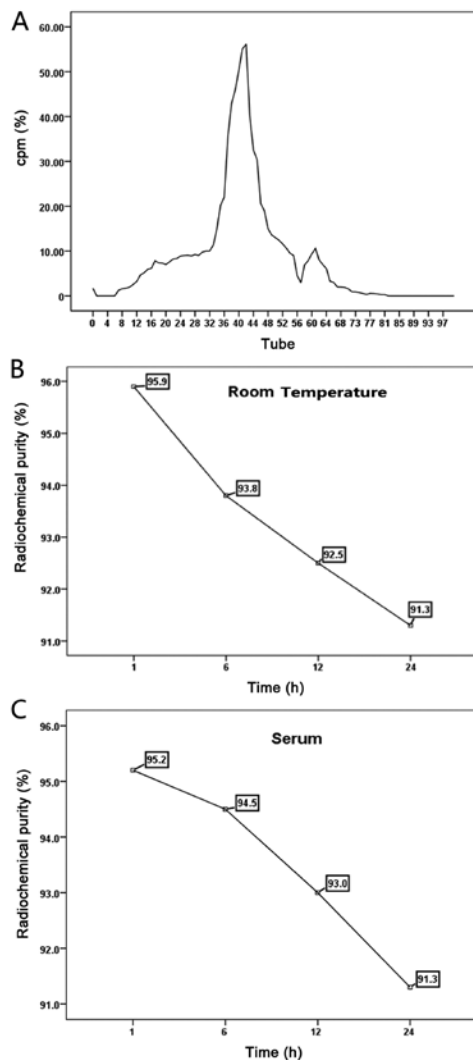 A
60.00
50.00
40.00
30.00
20.00
10.00
0
cpm (%)
0 4 8 12 16 20 24 28 32 36 40 44 48 52 56 60 64 68 73 77 81 85 89 93 97
Tube
B
Room Temperature
96.0
95.0
94.0
93.0
92.0
91.0
Radiochemical purity (%)
95.9
93.8
92.5
91.3
1 6 12 24
Time (h)
C
Serum
96.0
95.0
94.0
93.0
92.0
91.0
Radiochemical purity (%)
95.2
94.5
93.0
91.3
1 6 12 24
Time (h)